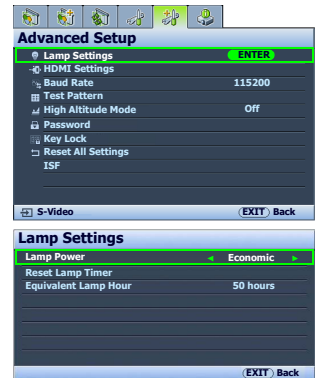 Advanced Setup
Lamp Settings ENTER
HDMI Settings
Baud Rate 115200
Test Pattern
High Altitude Mode Off
Password
Key Lock
Reset All Settings
ISF
S-Video EXIT Back
Lamp Settings
Lamp Power Economic
Reset Lamp Timer
Equivalent Lamp Hour 50 hours
EXIT Back